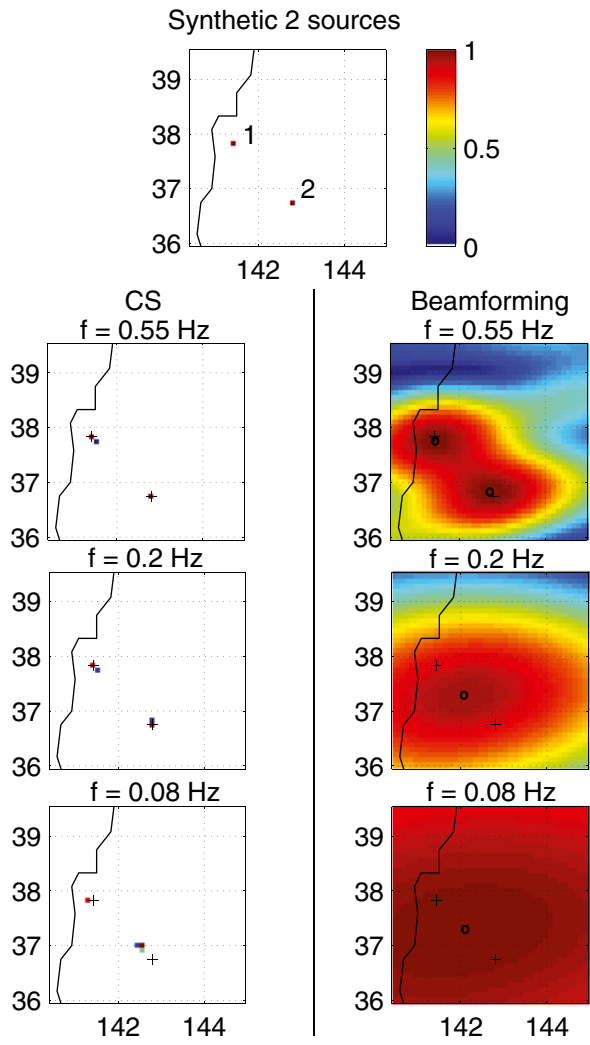 Synthetic 2 sources
39
38
37
36
142 144
1
2
1
0.5
0
CS
Beamforming
f = 0.55 Hz
39
38
37
36
f = 0.55 Hz
39
38
37
36
o
o
f = 0.2 Hz
39
38
37
36
f = 0.2 Hz
39
38
37
36
o
f = 0.08 Hz
39
38
37
36
142 144
f = 0.08 Hz
39
38
37
36
o
142 144